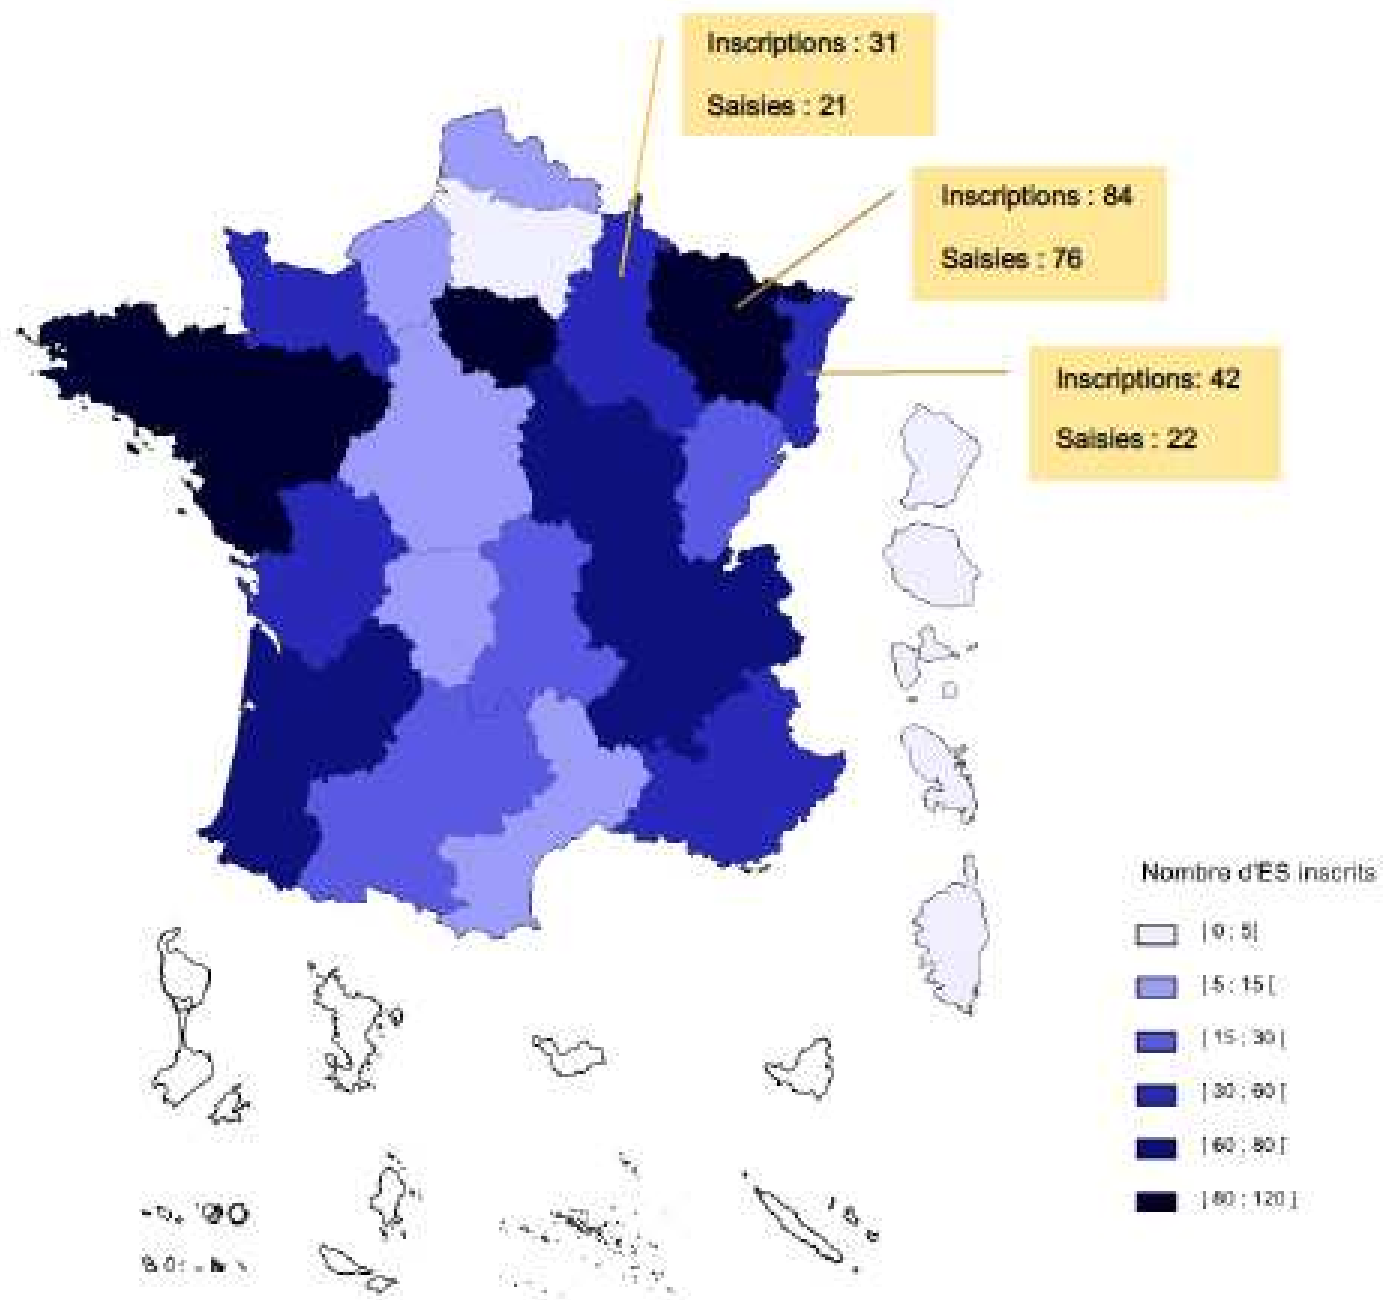 Inscriptions : 31
Saisies : 21
Inscriptions : 84
Saisies : 76
Inscriptions: 42
Saisies : 22
Nombre d'ES inscrits
[ 0 ; 5[
[ 5 ; 15 [
[ 15 ; 30 [
[ 30 ; 60 [
[ 60 ; 80 [
[ 80 ; 120 ]